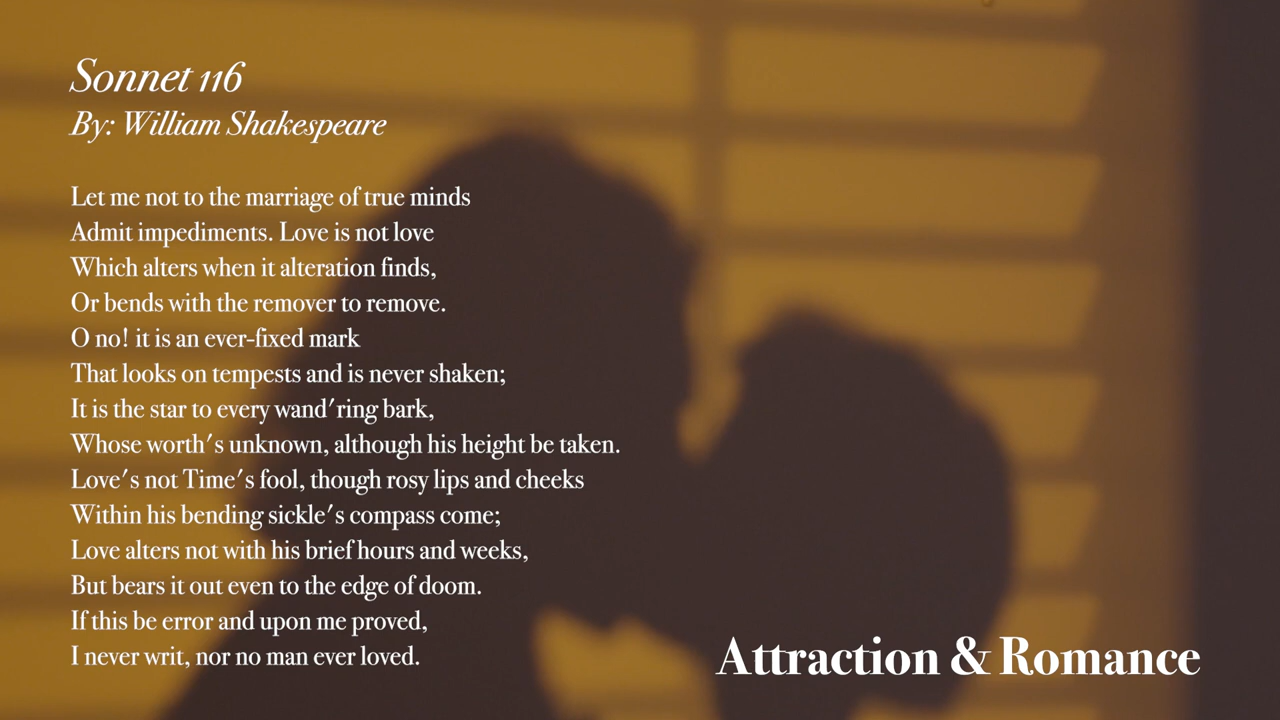 Sonnet 116
By: William Shakespeare
Let me not to the marriage of true minds
Admit impediments. Love is not love
Which alters when it alteration finds,
Or bends with the remover to remove.
O no! it is an ever-fixed mark
That looks on tempests and is never shaken;
It is the star to every wand'ring bark,
Whose worth's unknown, although his height be taken.
Love's not Time's fool, though rosy lips and cheeks
Within his bending sickle's compass come;
Love alters not with his brief hours and weeks,
But bears it out even to the edge of doom.
If this be error and upon me proved,
I never writ, nor no man ever loved.
Attraction & Romance